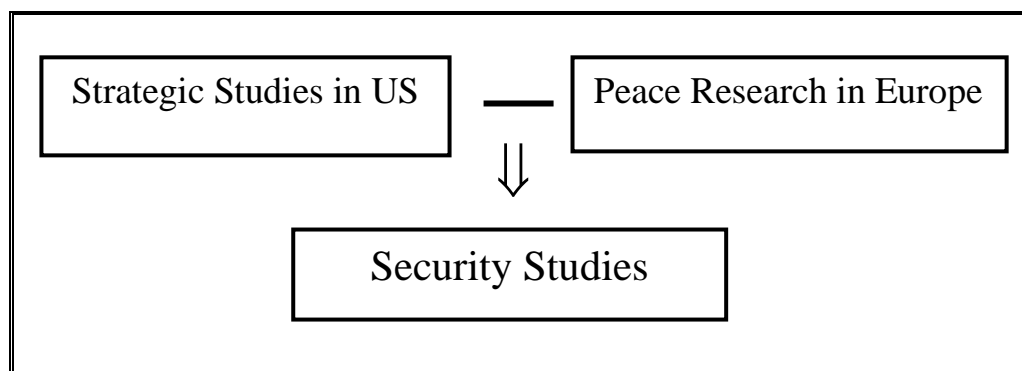 Strategic Studies in US
Peace Research in Europe
Security Studies